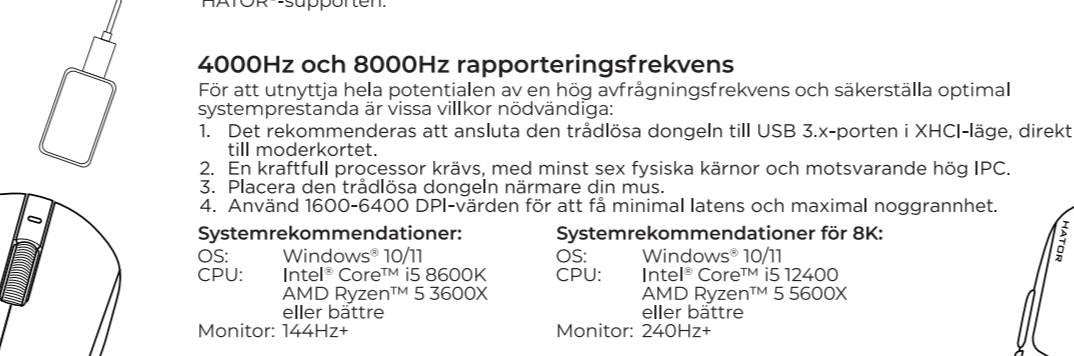 HATOR®-supporten.
4000Hz och 8000Hz rapporteringsfrekvens
För att utnyttja hela potentialen av en hög avfrågningsfrekvens och säkerställa optimal
systemprestanda är vissa villkor nödvändiga:
1. Det rekommenderas att ansluta den trådlösa dongeln till USB 3.x-porten i XHCI-läge, direkt
till moderkortet.
2. En kraftfull processor krävs, med minst sex fysiska kärnor och motsvarande hög IPC.
3. Placera den trådlösa dongeln närmare din mus.
4. Använd 1600-6400 DPI-värden för att få minimal latens och maximal noggrannhet.
Systemrekommendationer:
OS: Windows® 10/11
CPU: Intel® Core™ i5 8600K
AMD Ryzen™ 5 3600X
eller bättre
Monitor: 144Hz+
Systemrekommendationer för 8K:
OS: Windows® 10/11
CPU: Intel® Core™ i5 12400
AMD Ryzen™ 5 5600X
eller bättre
Monitor: 240Hz+
HATOR